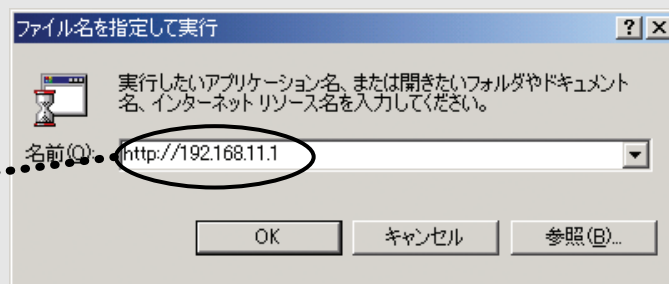 ファイル名を指定して実行
実行したいアプリケーション名、または開きたいフォルダやドキュメント
名、インターネット リソース名を入力してください。
名前(O): http://192.168.11.1
OK キャンセル 参照(B)...